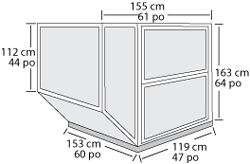 155 cm
61 po
112 cm
44 po
163 cm
64 po
153 cm
60 po
119 cm
47 po